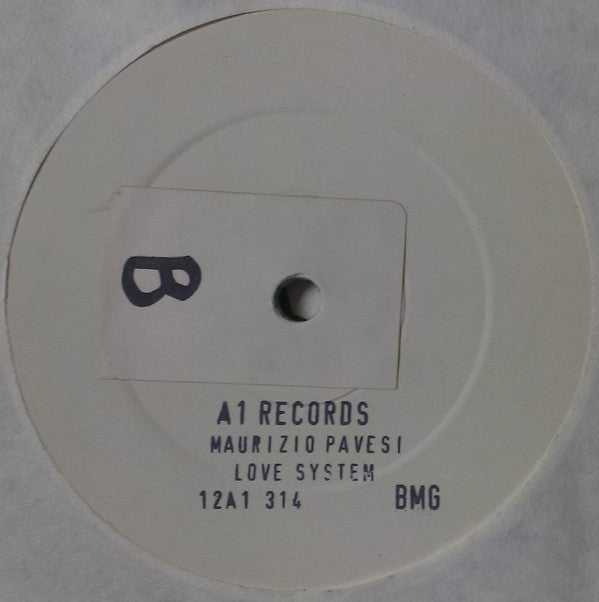 B
A1 RECORDS
MAURIZIO PAVESI
LOVE SYSTEM
12A1 314 BMG